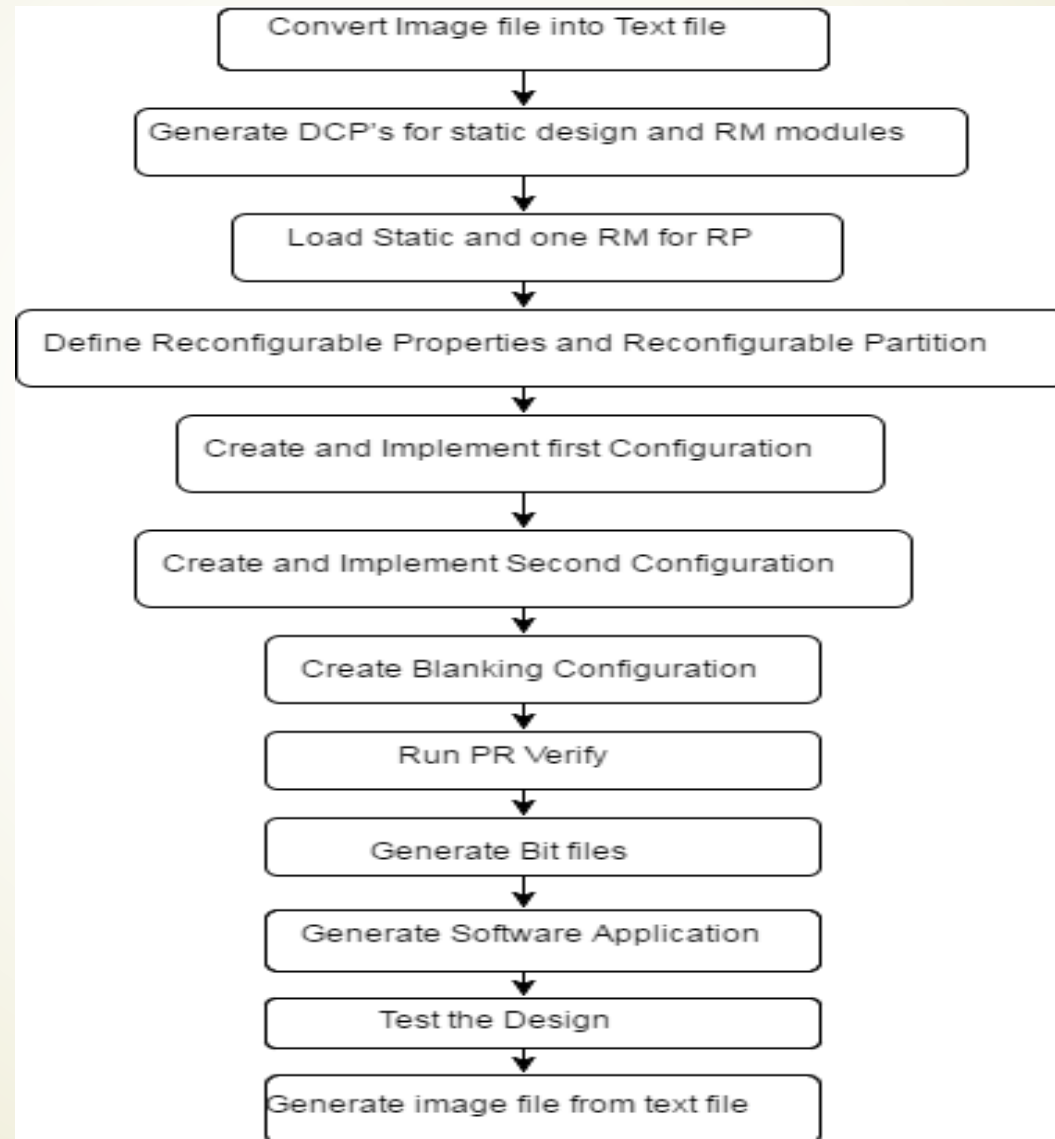 Convert Image file into Text file
Generate DCP's for static design and RM modules
Load Static and one RM for RP
Define Reconfigurable Properties and Reconfigurable Partition
Create and Implement first Configuration
Create and Implement Second Configuration
Create Blanking Configuration
Run PR Verify
Generate Bit files
Generate Software Application
Test the Design
Generate image file from text file